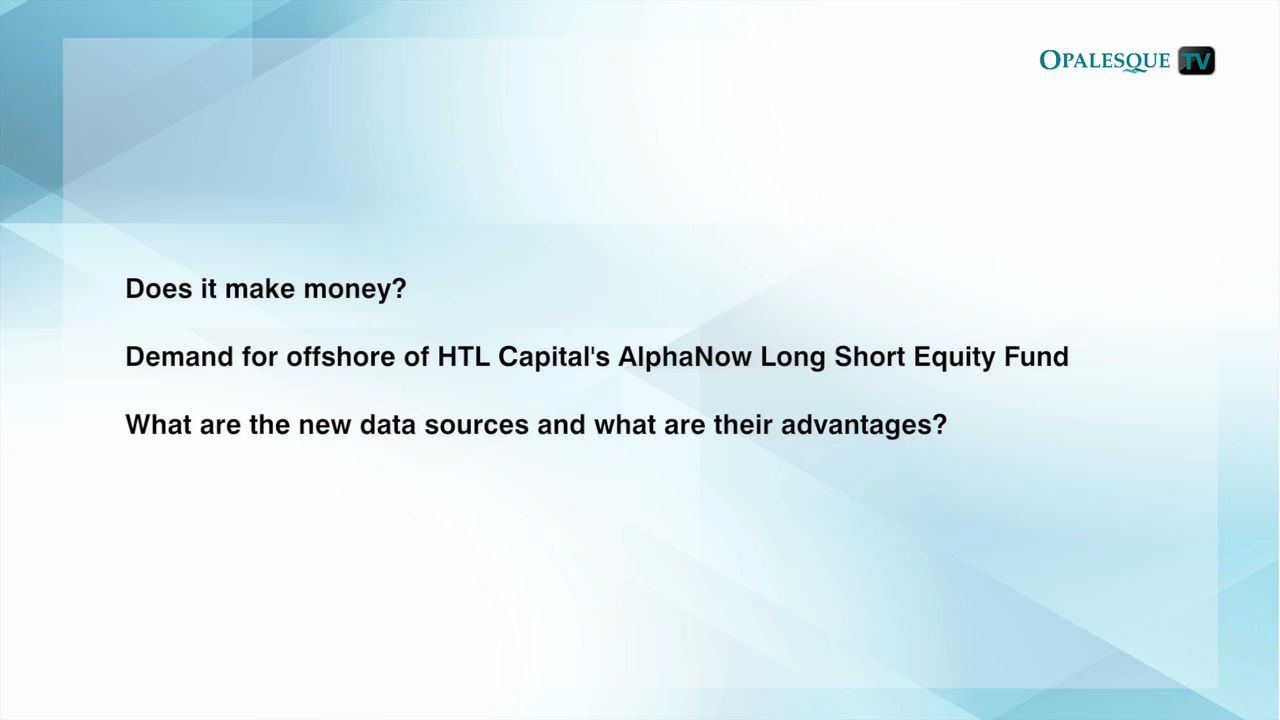 OPALESQUE TV
Does it make money?
Demand for offshore of HTL Capital's AlphaNow Long Short Equity Fund
What are the new data sources and what are their advantages?